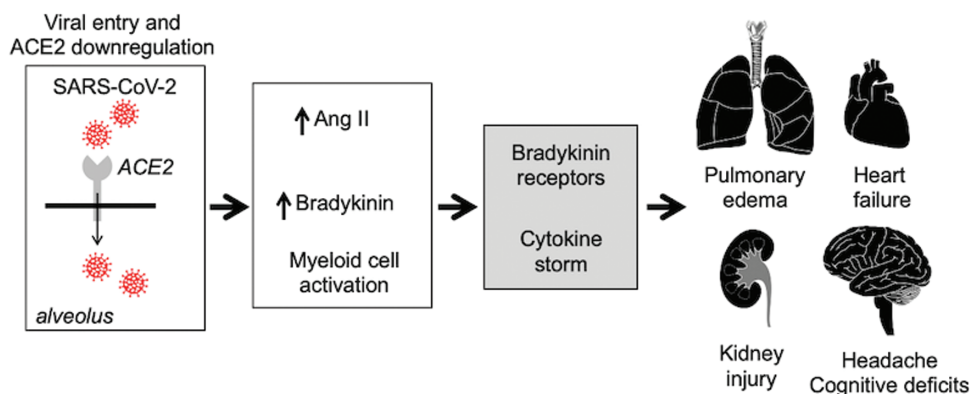 Viral entry and
ACE2 downregulation
SARS-CoV-2
ACE2
alveolus
Ang II
Bradykinin
Myeloid cell
activation
Bradykinin
receptors
Cytokine
storm
Pulmonary
edema
Heart
failure
Kidney
injury
Headache
Cognitive deficits